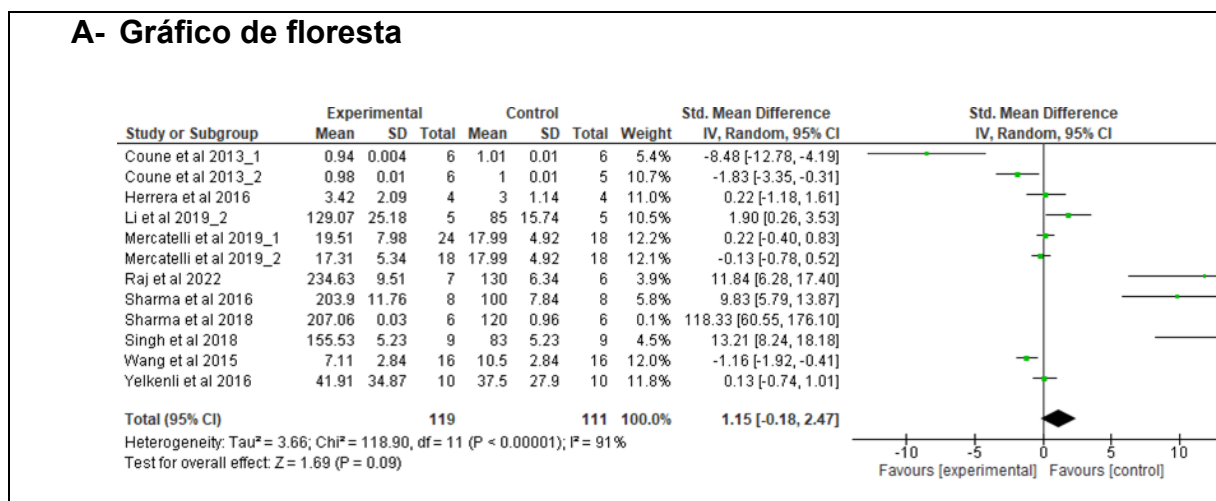 A- Gráfico de floresta
Experimental Control Std. Mean Difference Std. Mean Difference
Study or Subgroup Mean SD Total Mean SD Total Weight IV, Random, 95% CI IV, Random, 95% CI
Coune et al 2013_1 0.94 0.004 6 1.01 0.01 6 5.4% -8.48 [-12.78, -4.19]
Coune et al 2013_2 0.98 0.01 6 1 0.01 5 10.7% -1.83 [-3.35, -0.31]
Herrera et al 2016 3.42 2.09 4 3 1.14 4 11.0% 0.22 [-1.18, 1.61]
Li et al 2019_2 129.07 25.18 5 85 15.74 5 10.5% 1.90 [0.26, 3.53]
Mercatelli et al 2019_1 19.51 7.98 24 17.99 4.92 18 12.2% 0.22 [-0.40, 0.83]
Mercatelli et al 2019_2 17.31 5.34 18 17.99 4.92 18 12.1% -0.13 [-0.78, 0.52]
Raj et al 2022 234.63 9.51 7 130 6.34 6 3.9% 11.84 [6.28, 17.40]
Sharma et al 2016 203.9 11.76 8 100 7.84 8 5.8% 9.83 [5.79, 13.87]
Sharma et al 2018 207.06 0.03 6 120 0.96 6 0.1% 118.33 [60.55, 176.10]
Singh et al 2018 155.53 5.23 9 83 5.23 9 4.5% 13.21 [8.24, 18.18]
Wang et al 2015 7.11 2.84 16 10.5 2.84 16 12.0% -1.16 [-1.92, -0.41]
Yelkenli et al 2016 41.91 34.87 10 37.5 27.9 10 11.8% 0.13 [-0.74, 1.01]
Total (95% CI) 119 111 100.0% 1.15 [-0.18, 2.47]
Heterogeneity: Tau² = 3.66; Chi² = 118.90, df = 11 (P < 0.00001); I² = 91%
Test for overall effect: Z = 1.69 (P = 0.09)
-10 -5 0 5 10
Favours [experimental] Favours [control]